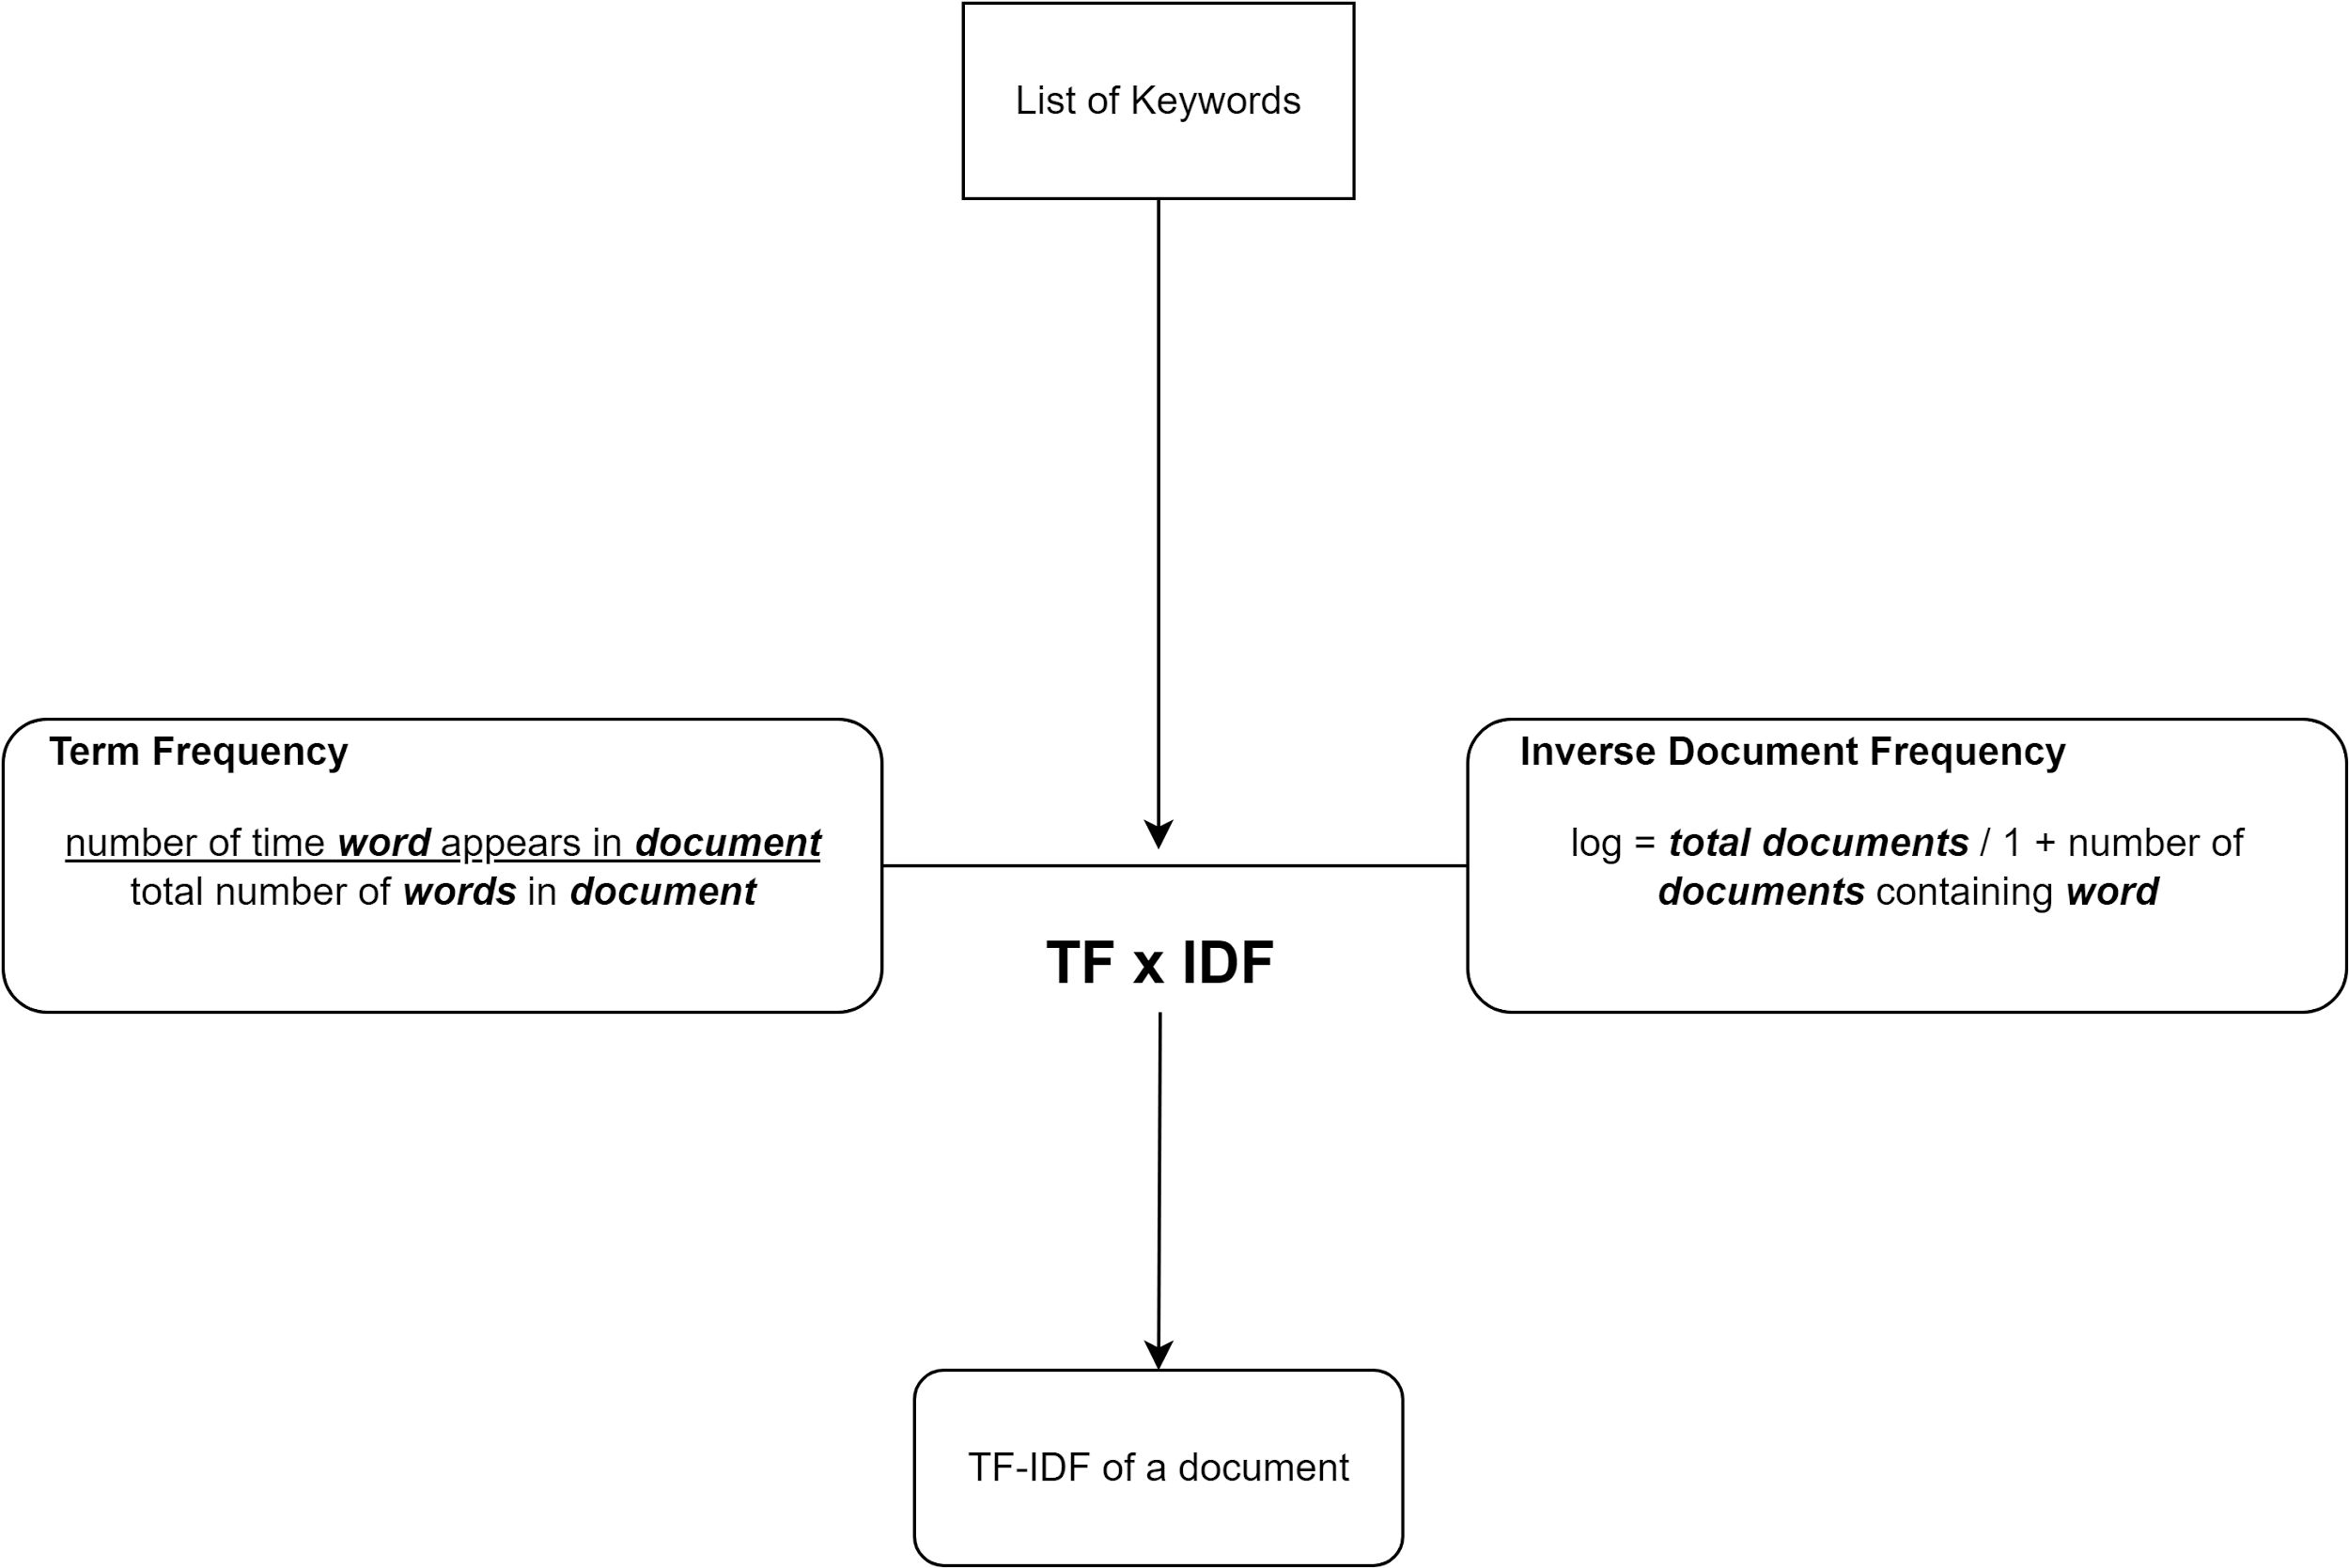 List of Keywords
Term Frequency
number of time word appears in document
total number of words in document
Inverse Document Frequency
log = total documents / 1 + number of
documents containing word
TF x IDF
TF-IDF of a document